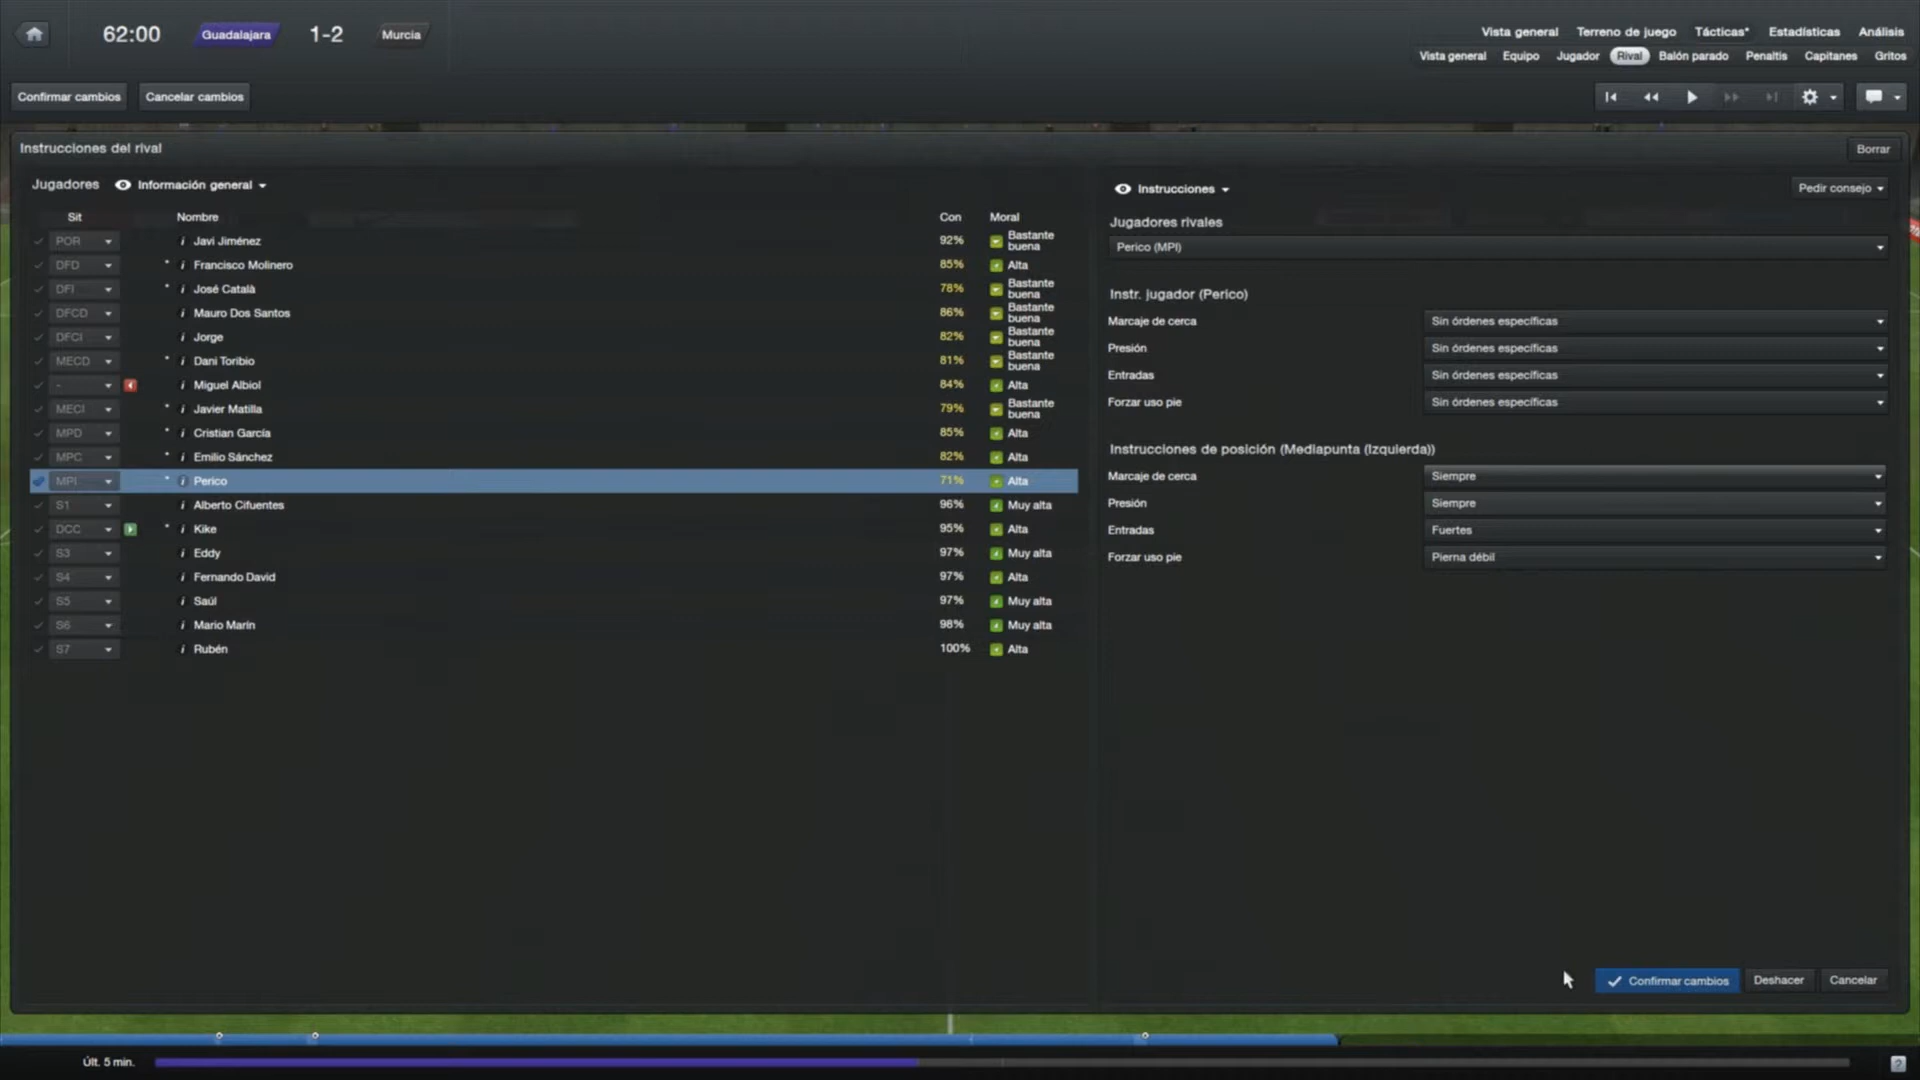 62:00 Guadalajara 1-2 Murcia
Vista general Terreno de juego Tácticas* Estadísticas Análisis
Vista general Equipo Jugador Rival Balón parado Penaltis Capitanes Gritos
Confirmar cambios Cancelar cambios
Instrucciones del rival Borrar
Jugadores Información general
Sit Nombre Con Moral
POR i Javi Jiménez 92% Bastante buena
DFD * i Francisco Molinero 85% Alta
DFI * i José Català 78% Bastante buena
DFCD i Mauro Dos Santos 86% Bastante buena
DFCI i Jorge 82% Bastante buena
MECD * i Dani Toribio 81% Bastante buena
- i Miguel Albiol 84% Alta
MECI * i Javier Matilla 79% Bastante buena
MPD * i Cristian García 85% Alta
MPC * i Emilio Sánchez 82% Alta
MPI * i Perico 71% Alta
S1 i Alberto Cifuentes 96% Muy alta
DCC * i Kike 95% Alta
S3 i Eddy 97% Muy alta
S4 i Fernando David 97% Alta
S5 i Saúl 97% Muy alta
S6 i Mario Marín 98% Muy alta
S7 i Rubén 100% Alta
Instrucciones Pedir consejo
Jugadores rivales
Perico (MPI)
Instr. jugador (Perico)
Marcaje de cerca Sin órdenes específicas
Presión Sin órdenes específicas
Entradas Sin órdenes específicas
Forzar uso pie Sin órdenes específicas
Instrucciones de posición (Mediapunta (Izquierda))
Marcaje de cerca Siempre
Presión Siempre
Entradas Fuertes
Forzar uso pie Pierna débil
Confirmar cambios Deshacer Cancelar
Últ. 5 min. ?